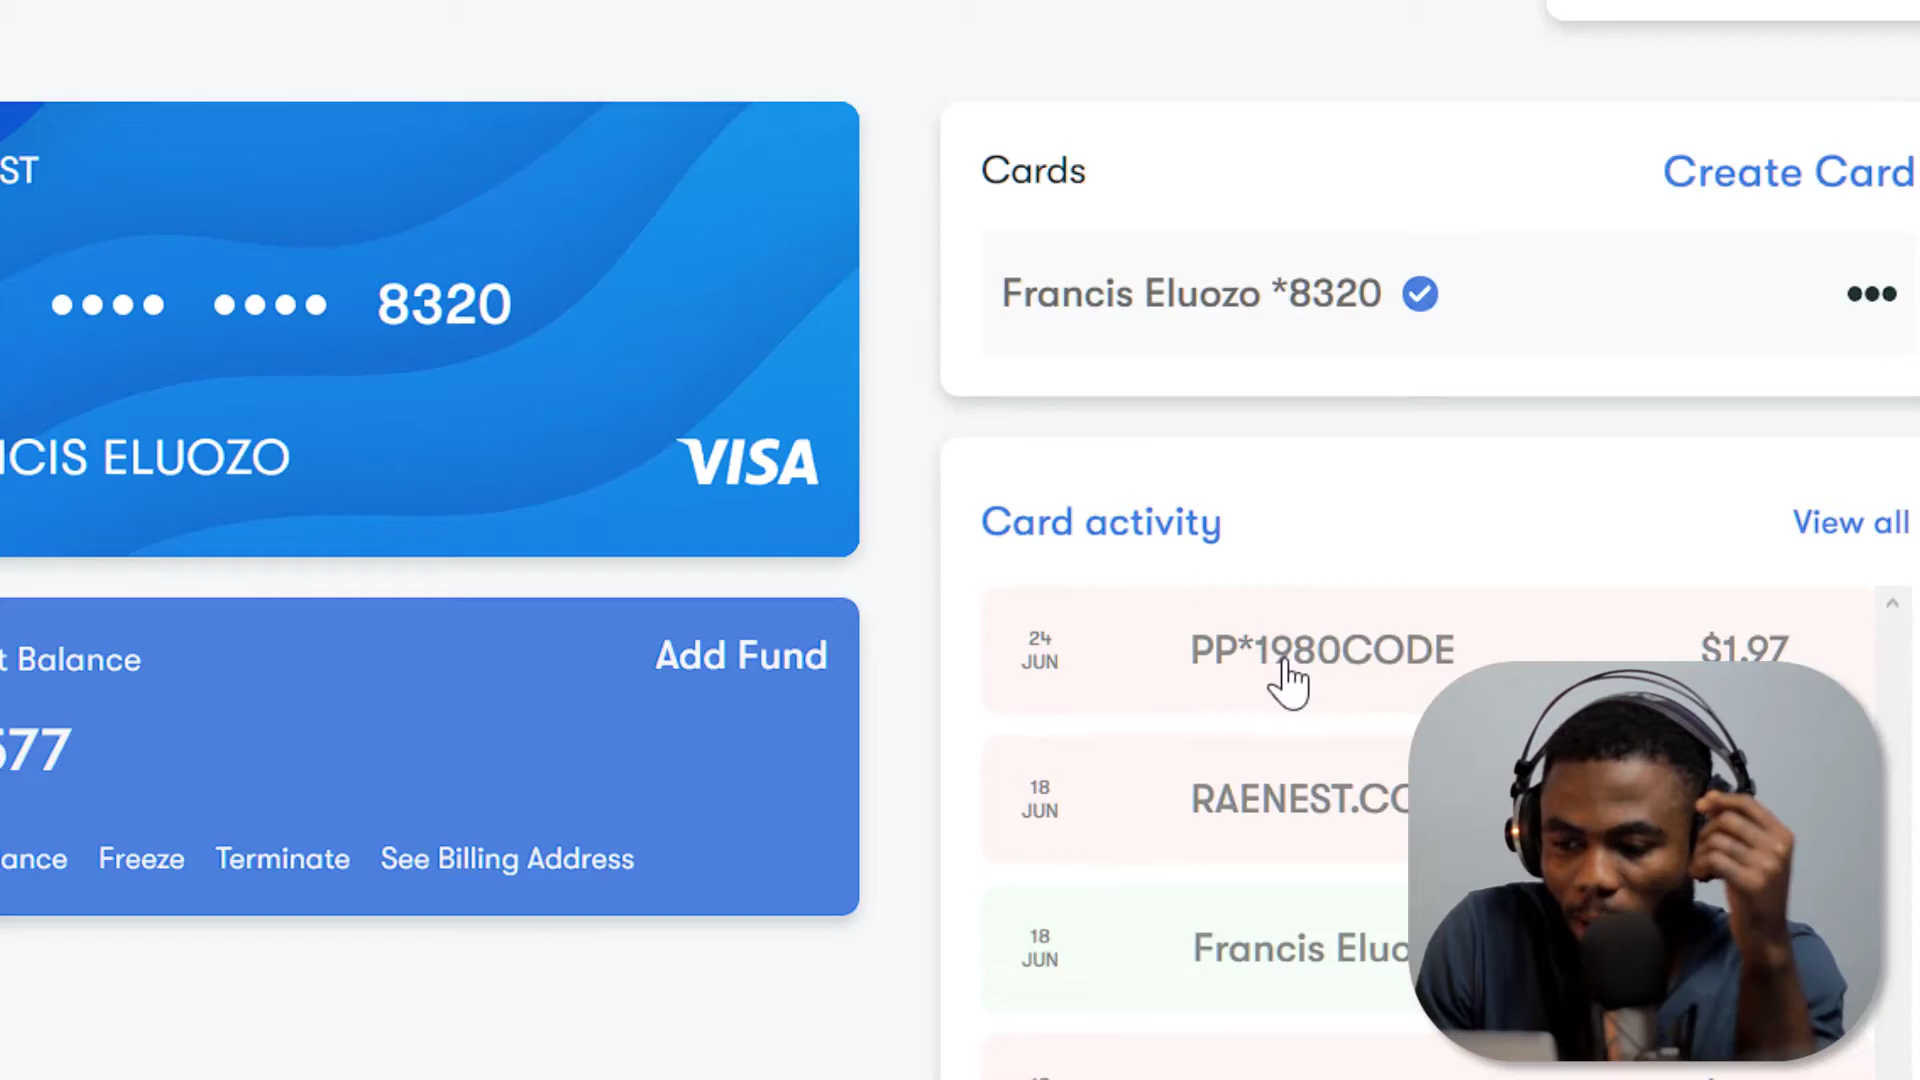 ST
8320
NCIS ELUOZO
VISA
t Balance
Add Fund
577
ance
Freeze
Terminate
See Billing Address
Cards
Create Card
Francis Eluozo *8320
Card activity
View all
24
JUN
PP*1980CODE
$1.97
18
JUN
RAENEST.CO
18
JUN
Francis Eluo